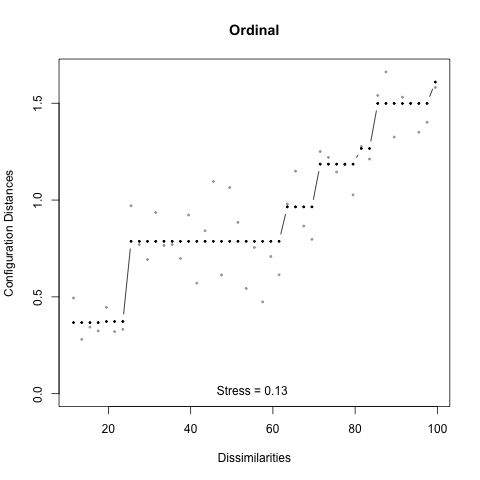 Ordinal
Configuration Distances
1.5
1.0
0.5
0.0
Stress = 0.13
20 40 60 80 100
Dissimilarities